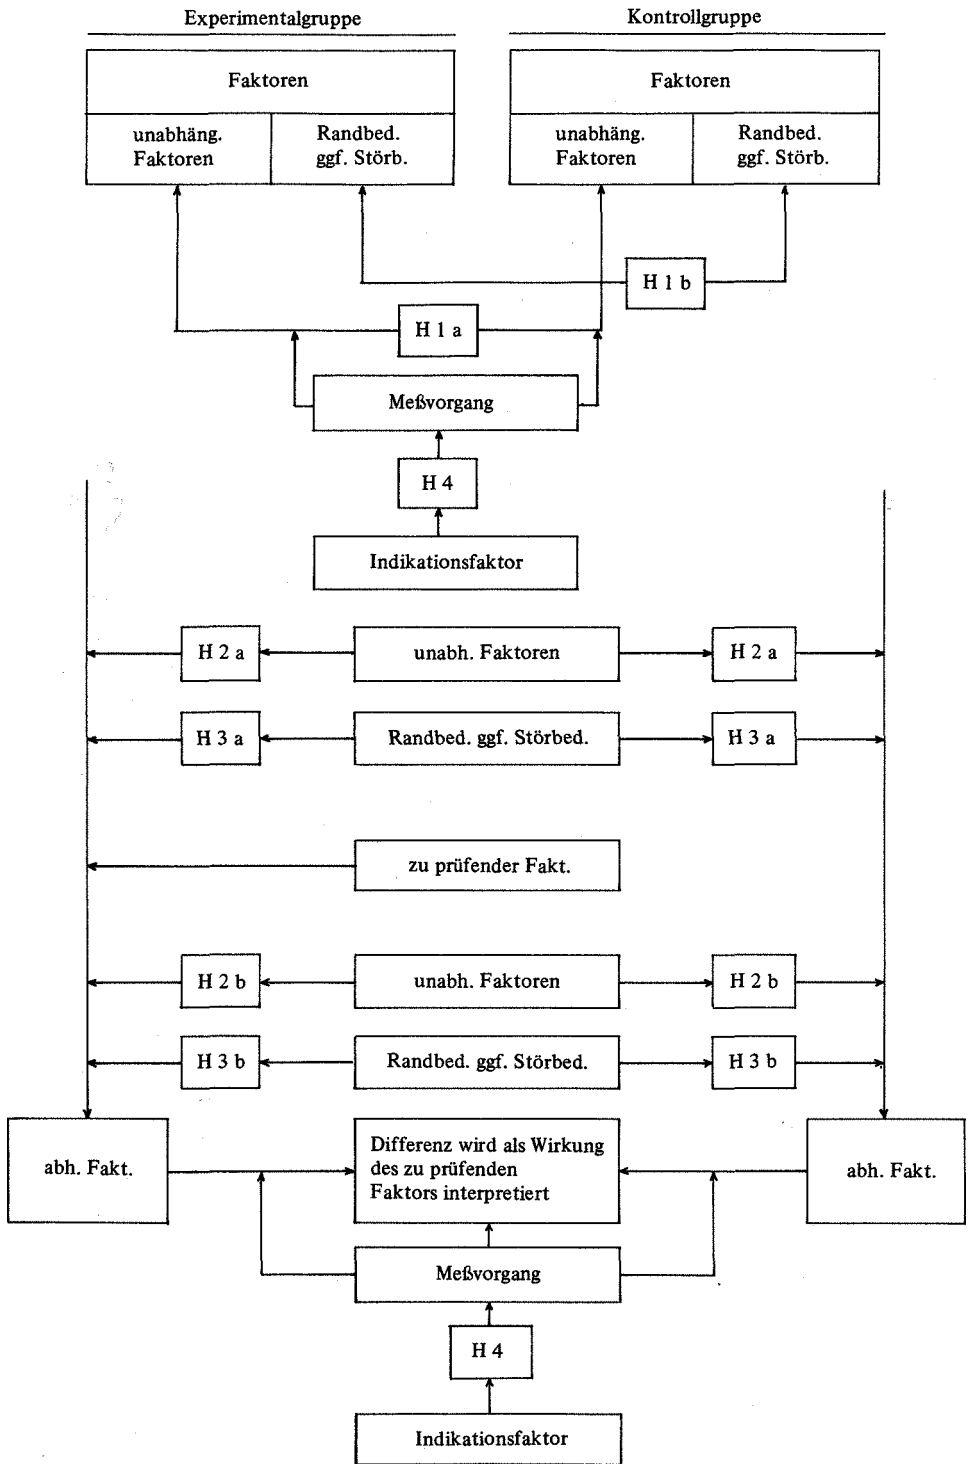 Experimentalgruppe
Kontrollgruppe
Faktoren
Faktoren
unabhäng.
Faktoren
Randbed.
ggf. Störb.
unabhäng.
Faktoren
Randbed.
ggf. Störb.
H 1 b
H 1 a
Meßvorgang
H 4
Indikationsfaktor
H 2 a
unabh. Faktoren
H 2 a
H 3 a
Randbed. ggf. Störbed.
H 3 a
zu prüfender Fakt.
H 2 b
unabh. Faktoren
H 2 b
H 3 b
Randbed. ggf. Störbed.
H 3 b
abh. Fakt.
Differenz wird als Wirkung
des zu prüfenden
Faktors interpretiert
abh. Fakt.
Meßvorgang
H 4
Indikationsfaktor